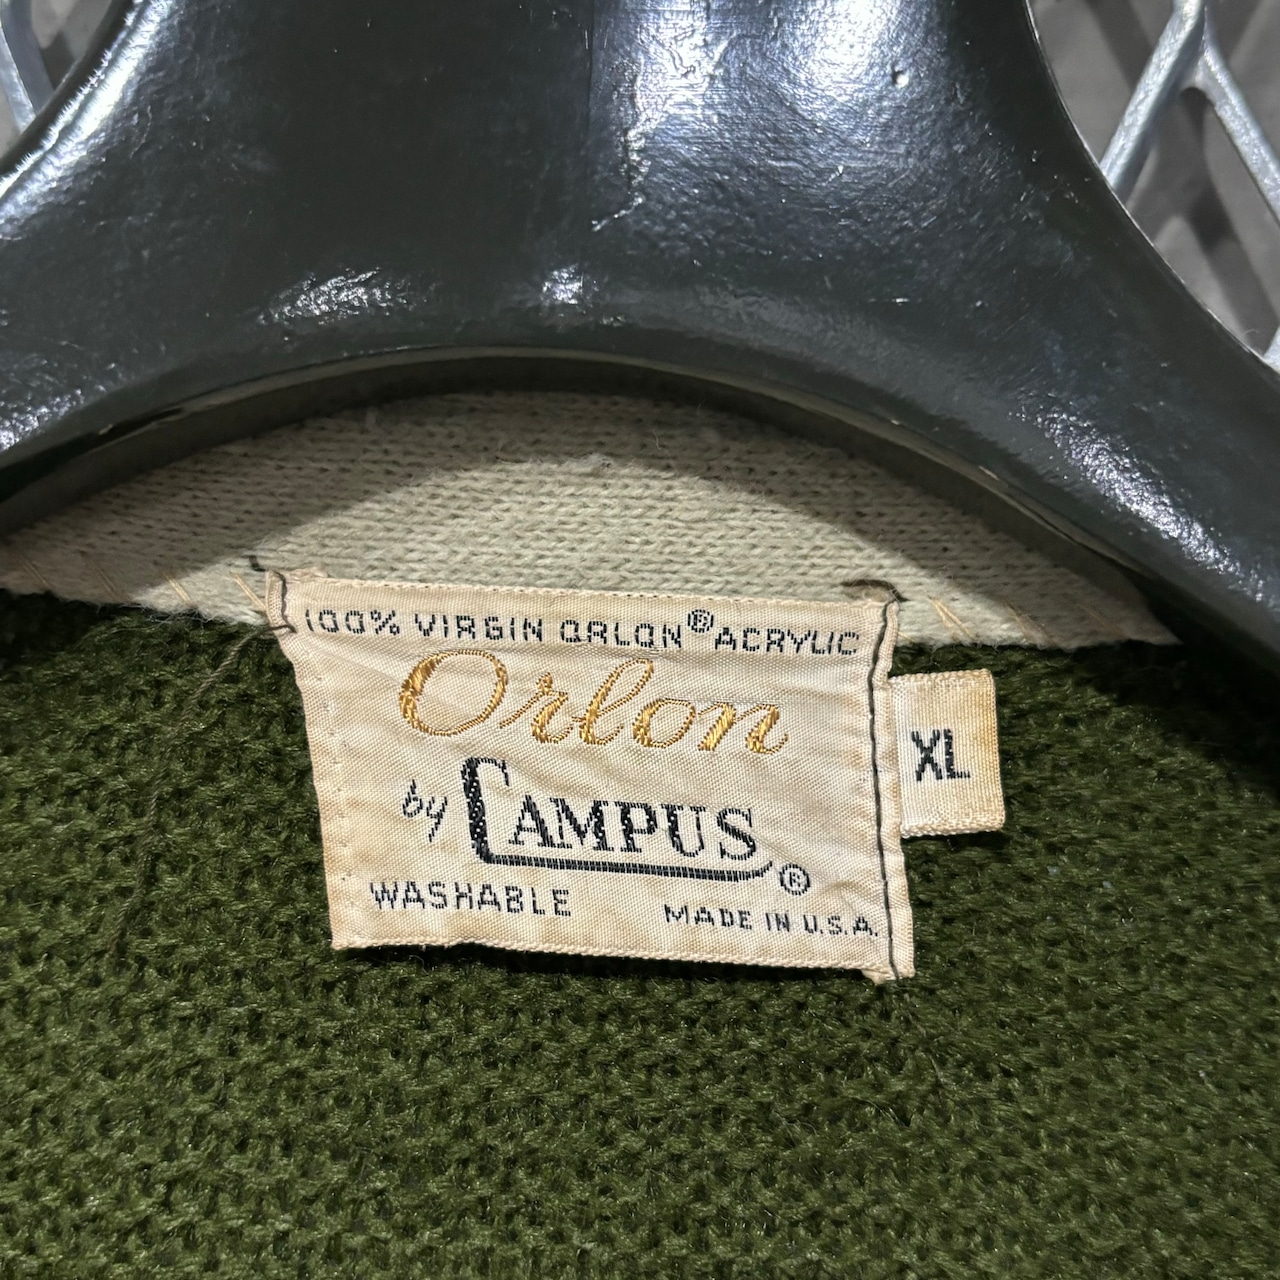 100% VIRGIN ORLON® ACRYLIC
Orlon
by CAMPUS®
XL
WASHABLE MADE IN U.S.A.